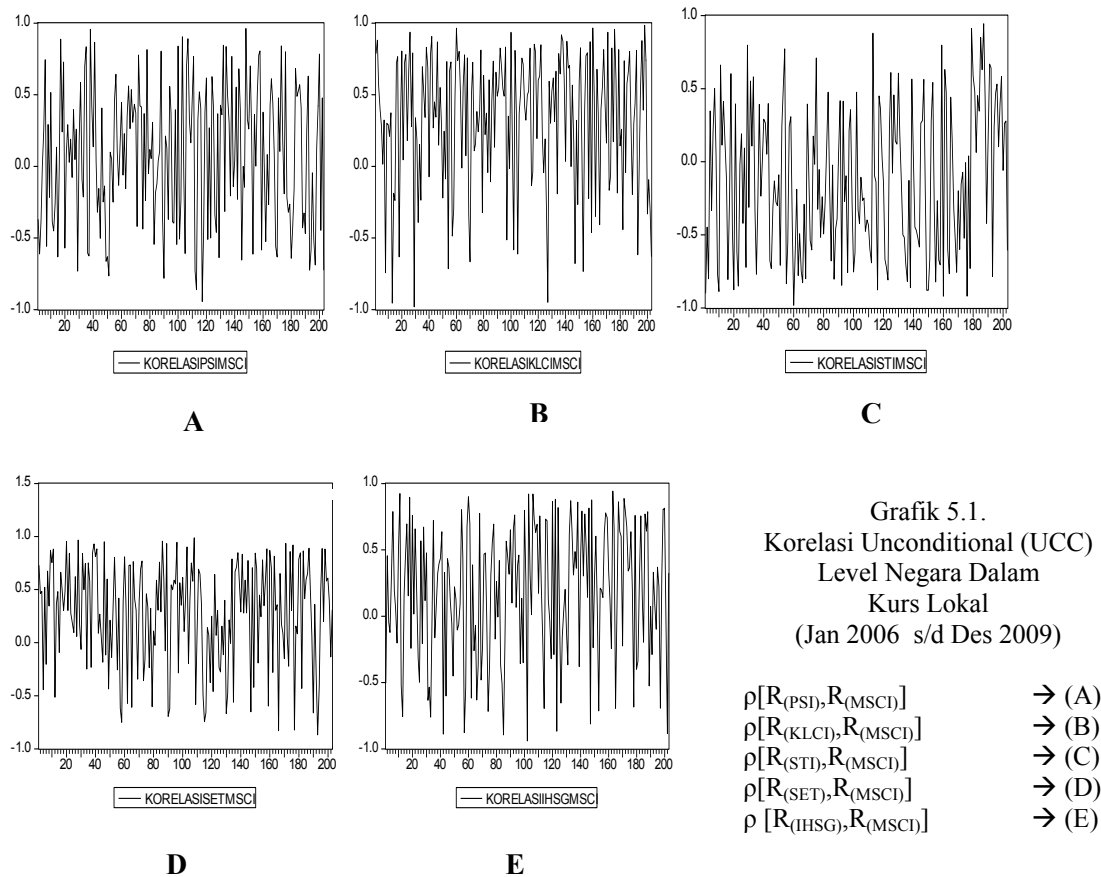 1.0
0.5
0.0
-0.5
-1.0
20 40 60 80 100 120 140 160 180 200
KORELASIPSIMSCI
A
1.0
0.5
0.0
-0.5
-1.0
20 40 60 80 100 120 140 160 180 200
KORELASIKLCIMSCI
B
1.0
0.5
0.0
-0.5
-1.0
20 40 60 80 100 120 140 160 180 200
KORELASISTIMSCI
C
1.5
1.0
0.5
0.0
-0.5
-1.0
20 40 60 80 100 120 140 160 180 200
KORELASISETMSCI
D
1.0
0.5
0.0
-0.5
-1.0
20 40 60 80 100 120 140 160 180 200
KORELASIIHSGMSCI
E
Grafik 5.1.
Korelasi Unconditional (UCC)
Level Negara Dalam
Kurs Lokal
(Jan 2006 s/d Des 2009)
ρ[R(PSI),R(MSCI)] → (A)
ρ[R(KLCI),R(MSCI)] → (B)
ρ[R(STI),R(MSCI)] → (C)
ρ[R(SET),R(MSCI)] → (D)
ρ [R(IHSG),R(MSCI)] → (E)